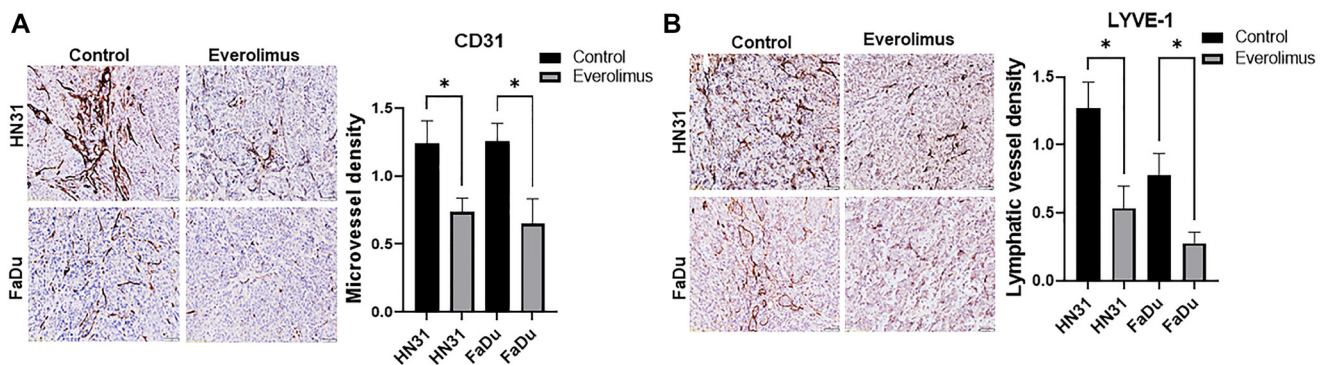 A
Control
Everolimus
HN31
FaDu
CD31
Control
Everolimus
*
*
Microvessel density
1.5
1.0
0.5
0.0
HN31
HN31
FaDu
FaDu
B
Control
Everolimus
HN31
FaDu
LYVE-1
Control
Everolimus
*
*
Lymphatic vessel density
1.5
1.0
0.5
0.0
HN31
HN31
FaDu
FaDu